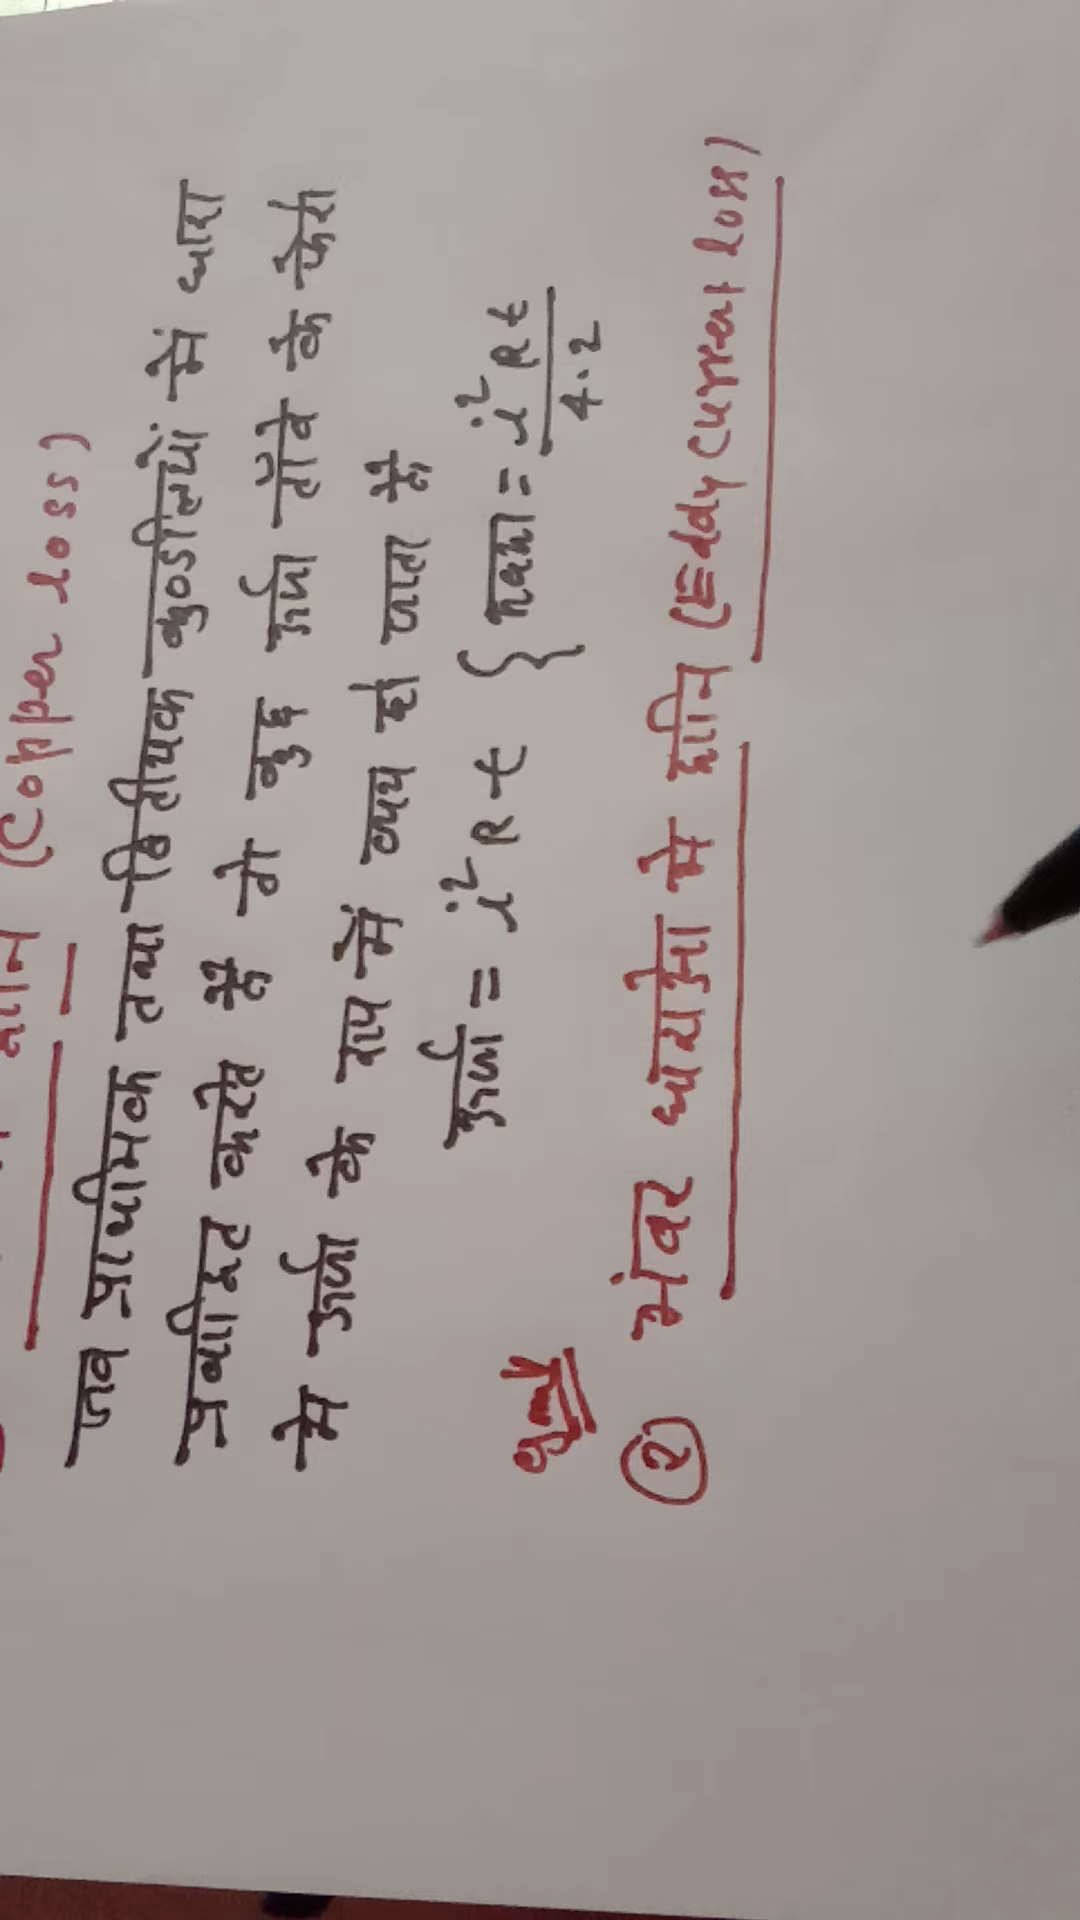 (Copper loss)
जब प्राथमिक तथा द्वितीयक कुण्डलियों में धारा
प्रवाहित करते हैं तो कुछ ऊर्जा ताँबे के फेरो
मे ऊर्जा के रूप में व्यय हो जाता है
ऊर्जा = i²Rt { ऊष्मा = i²Rt/4.2
② भंवर धाराओ मे हानि (Eddy Current loss)